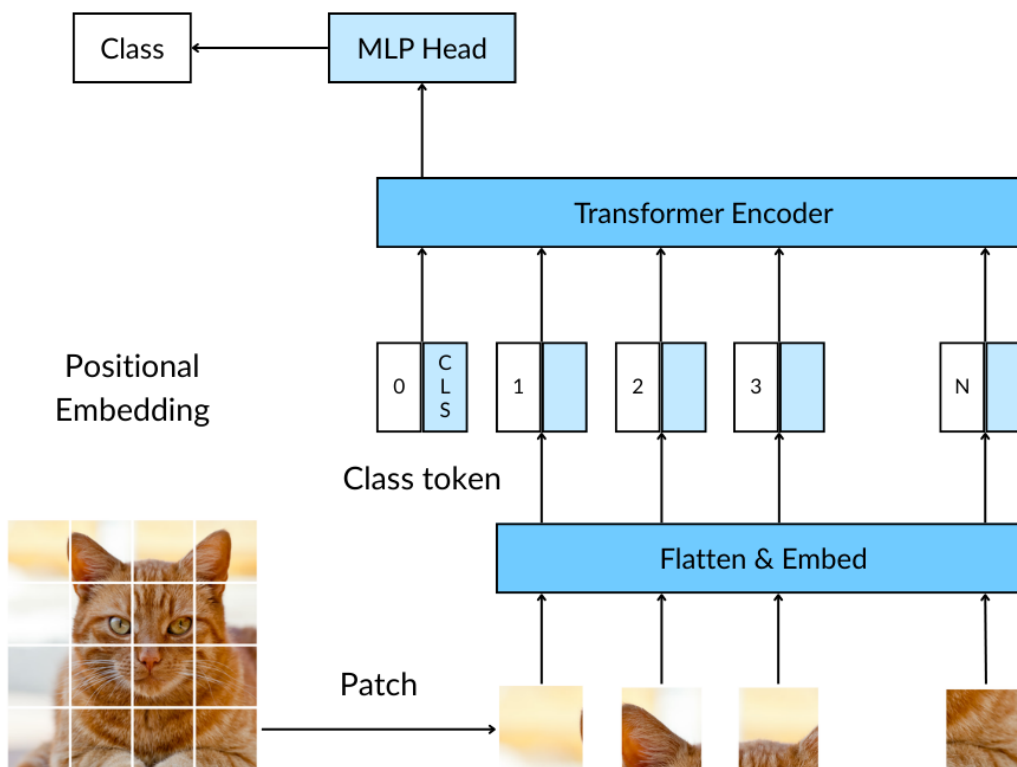 Class
MLP Head
Transformer Encoder
Positional
Embedding
0
C
L
S
1
2
3
N
Class token
Flatten & Embed
Patch